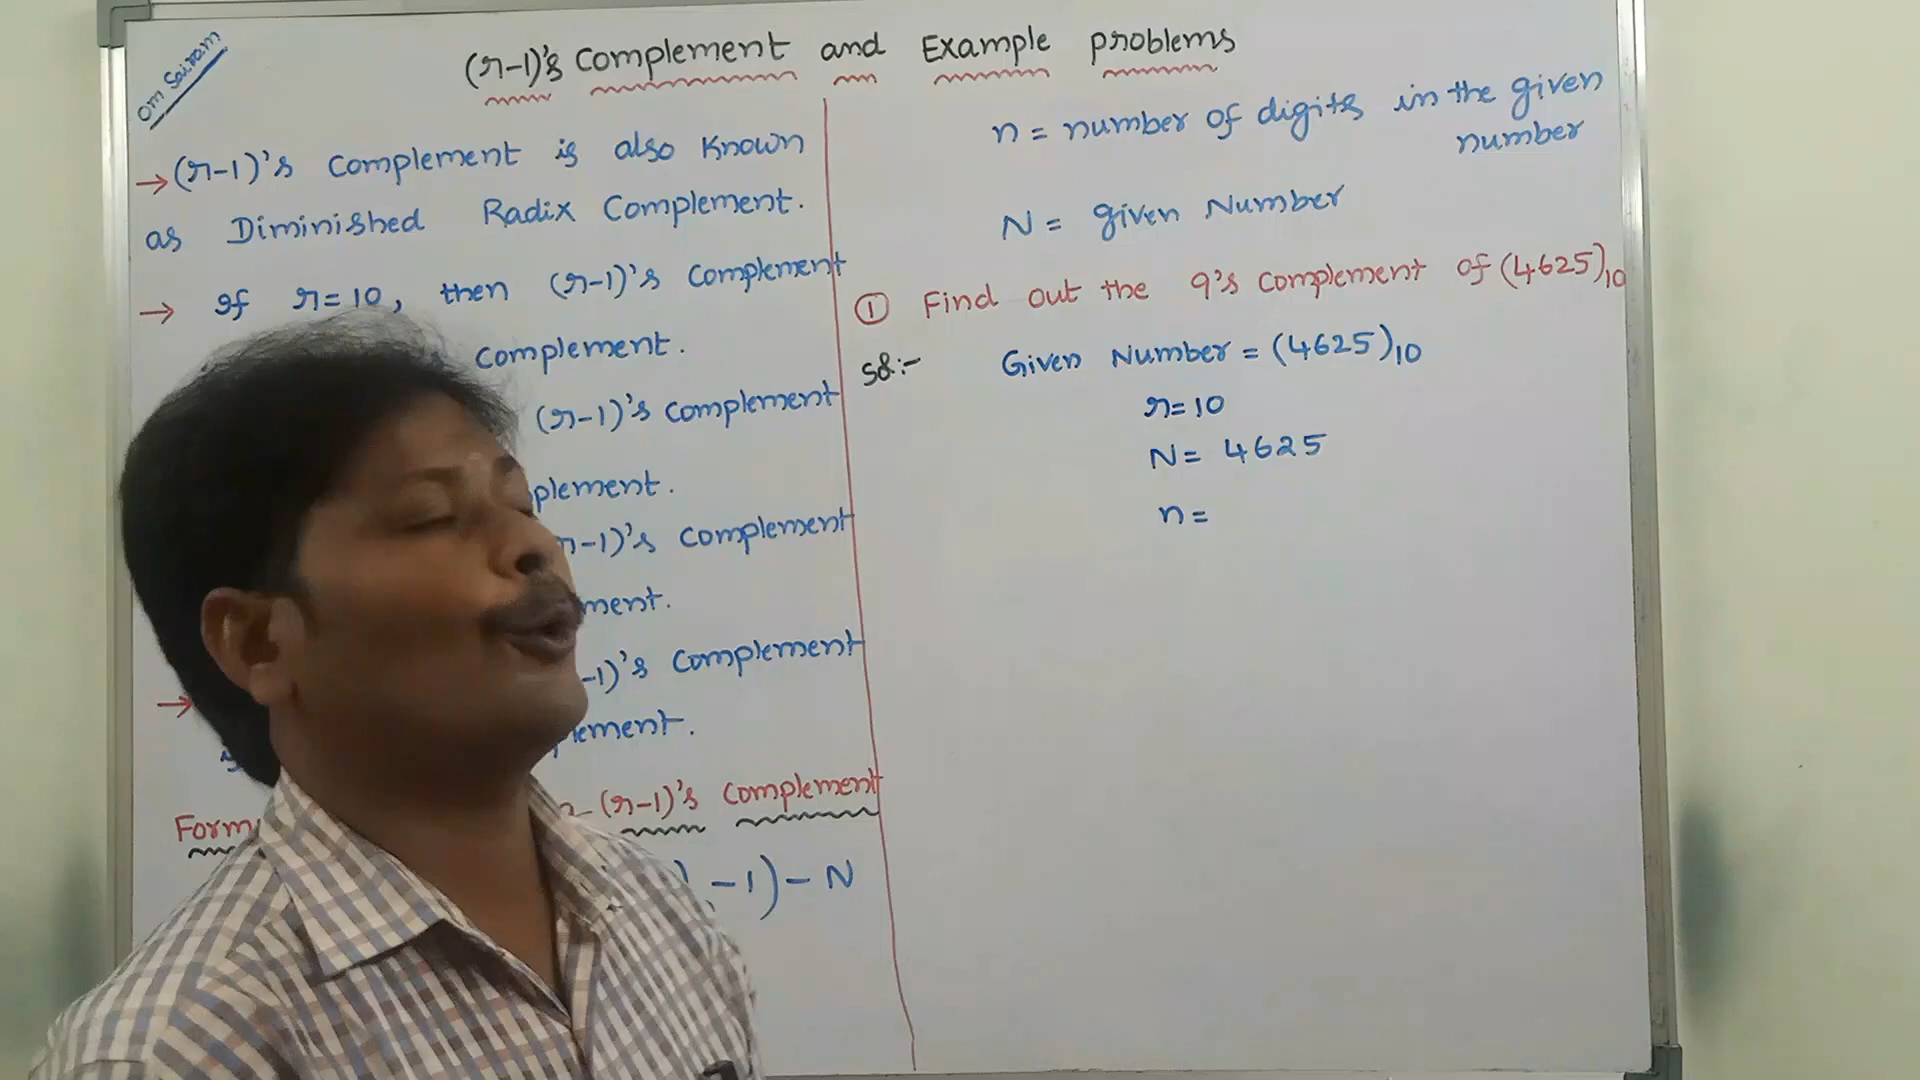 Om Sairam
(r-1)'s Complement and Example problems
→ (r-1)'s Complement is also Known
as Diminished Radix Complement.
→ If r=10, then (r-1)'s Complement
Complement.
(r-1)'s Complement
plement.
-1)'s Complement
ment.
→ -1)'s Complement
lement.
Form (r-1)'s Complement
-1) - N
n = number of digits in the given
number
N = given Number
① Find out the 9's Complement of (4625)10
Sol:-
Given Number = (4625)10
r=10
N= 4625
n=